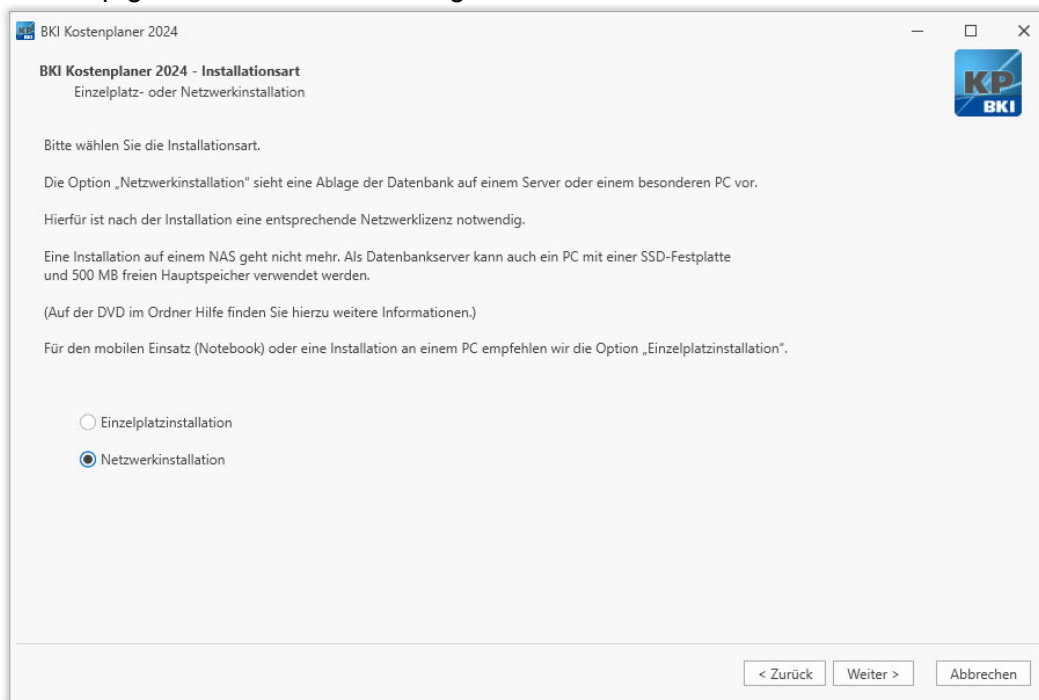 BKI Kostenplaner 2024
BKI Kostenplaner 2024 - Installationsart
Einzelplatz- oder Netzwerkinstallation
KP
BKI
Bitte wählen Sie die Installationsart.
Die Option „Netzwerkinstallation" sieht eine Ablage der Datenbank auf einem Server oder einem besonderen PC vor.
Hierfür ist nach der Installation eine entsprechende Netzwerklizenz notwendig.
Eine Installation auf einem NAS geht nicht mehr. Als Datenbankserver kann auch ein PC mit einer SSD-Festplatte
und 500 MB freien Hauptspeicher verwendet werden.
(Auf der DVD im Ordner Hilfe finden Sie hierzu weitere Informationen.)
Für den mobilen Einsatz (Notebook) oder eine Installation an einem PC empfehlen wir die Option „Einzelplatzinstallation".
Einzelplatzinstallation
Netzwerkinstallation
< Zurück Weiter > Abbrechen